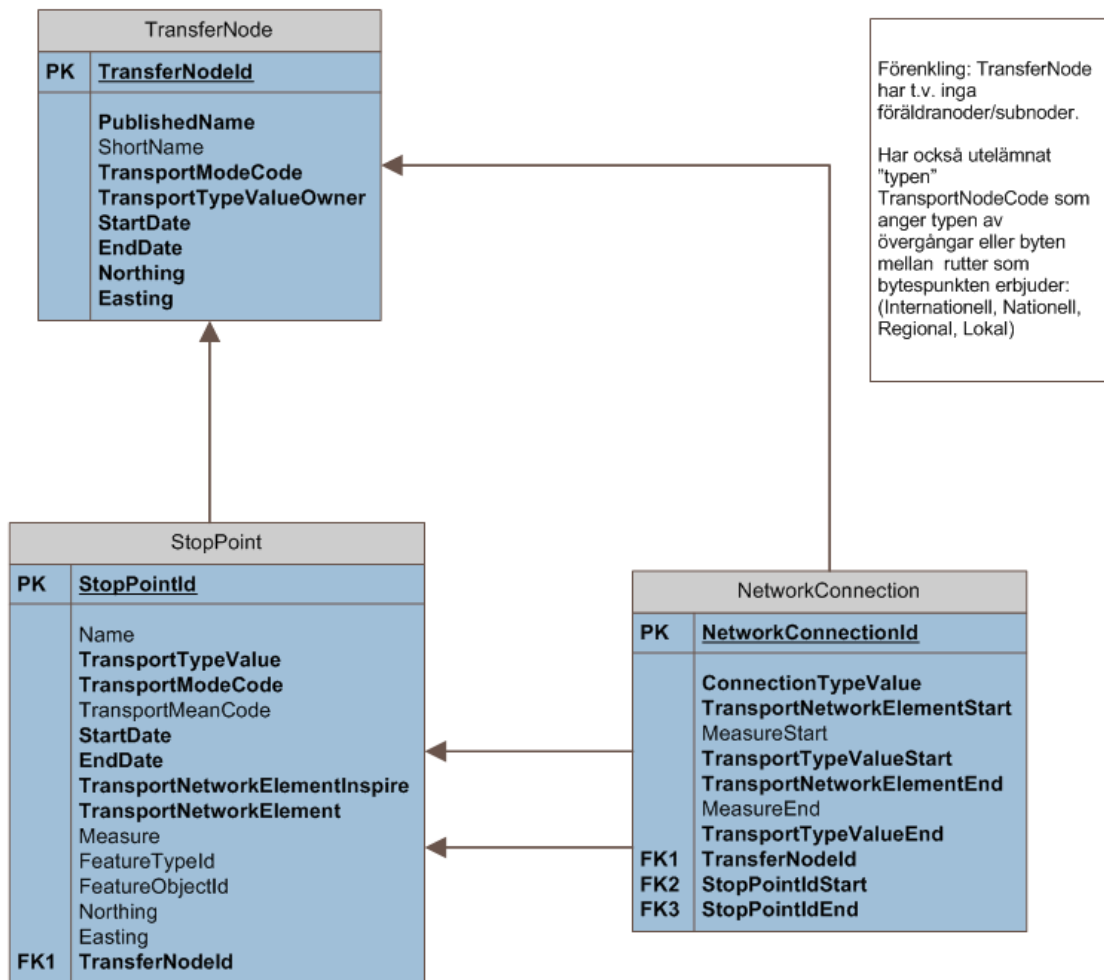 TransferNode
PK TransferNodeId
PublishedName
ShortName
TransportModeCode
TransportTypeValueOwner
StartDate
EndDate
Northing
Easting
Förenkling: TransferNode
har t.v. inga
föräldranoder/subnoder.
Har också utelämnat
"typen"
TransportNodeCode som
anger typen av
övergångar eller byten
mellan rutter som
bytespunkten erbjuder:
(Internationell, Nationell,
Regional, Lokal)
StopPoint
PK StopPointId
Name
TransportTypeValue
TransportModeCode
TransportMeanCode
StartDate
EndDate
TransportNetworkElementInspire
TransportNetworkElement
Measure
FeatureTypeId
FeatureObjectId
Northing
Easting
FK1 TransferNodeId
NetworkConnection
PK NetworkConnectionId
ConnectionTypeValue
TransportNetworkElementStart
MeasureStart
TransportTypeValueStart
TransportNetworkElementEnd
MeasureEnd
TransportTypeValueEnd
FK1 TransferNodeId
FK2 StopPointIdStart
FK3 StopPointIdEnd